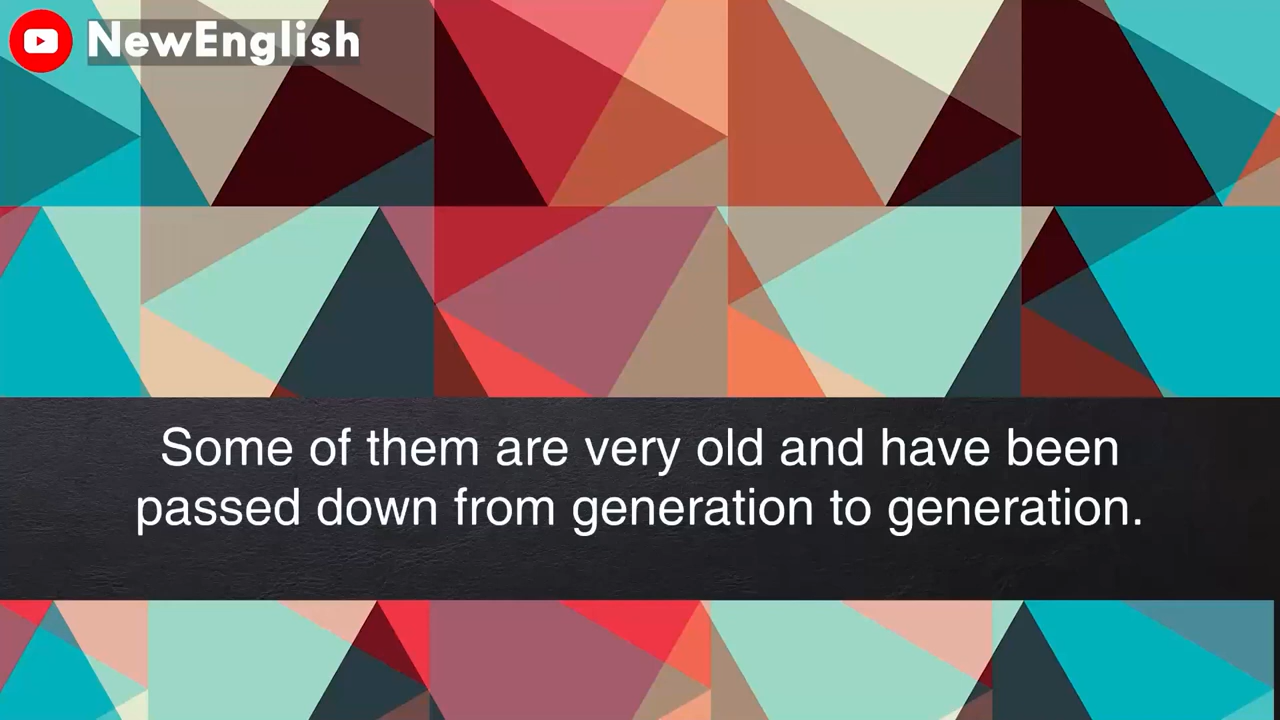 NewEnglish
Some of them are very old and have been
passed down from generation to generation.